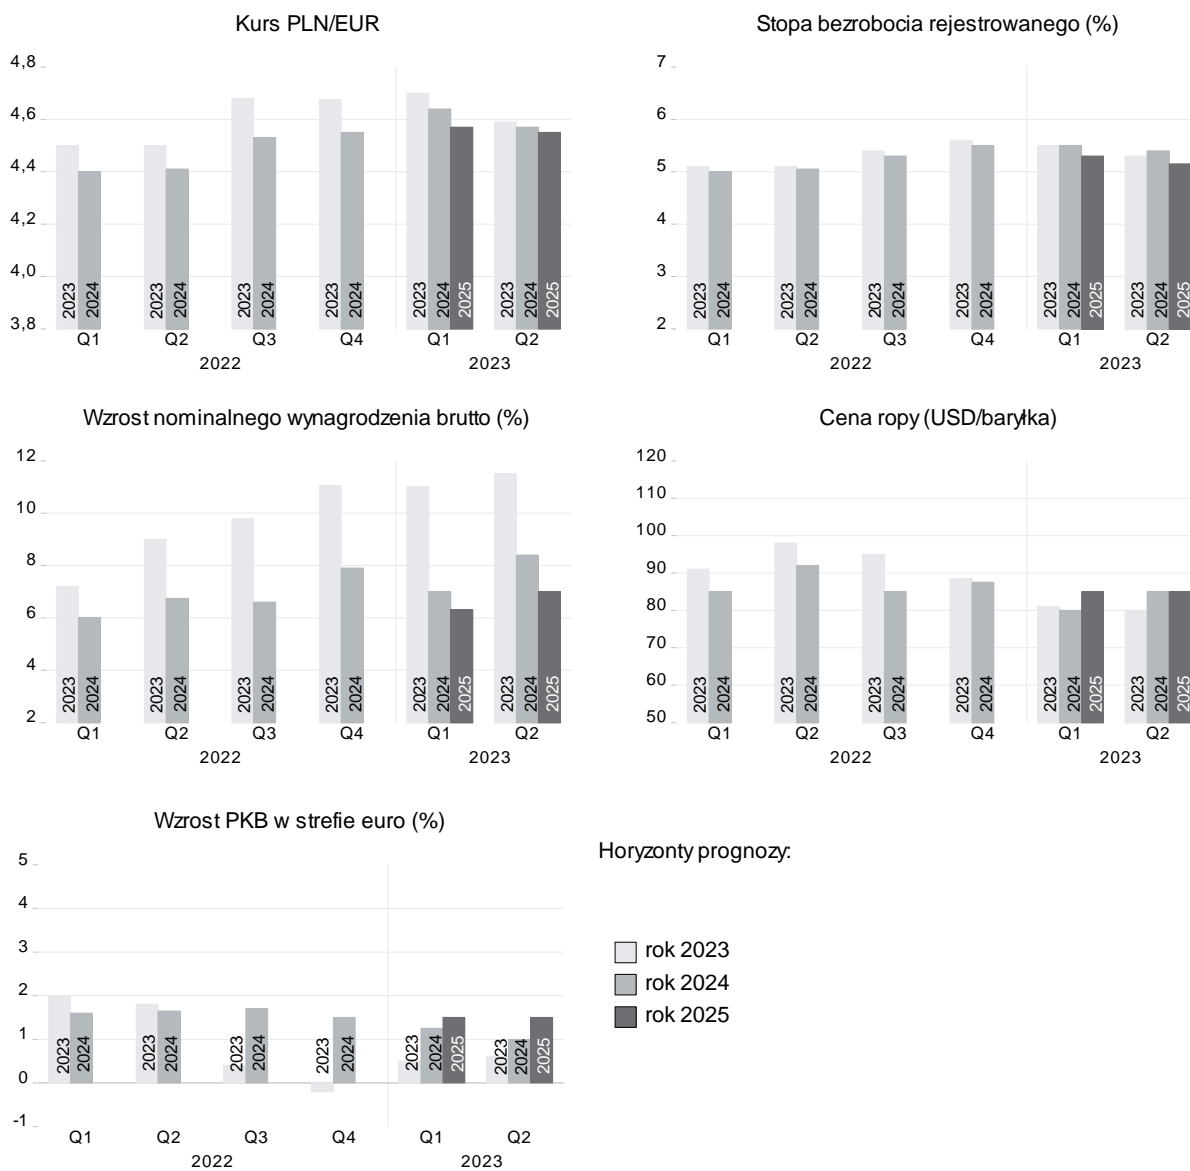 Kurs PLN/EUR
4,8
4,6
4,4
4,2
4,0
3,8
2023 2024 2023 2024 2023 2024 2023 2024 2023 2024 2025 2023 2024 2025
Q1 Q2 Q3 Q4 Q1 Q2
2022 2023
Stopa bezrobocia rejestrowanego (%)
7
6
5
4
3
2
2023 2024 2023 2024 2023 2024 2023 2024 2023 2024 2025 2023 2024 2025
Q1 Q2 Q3 Q4 Q1 Q2
2022 2023
Wzrost nominalnego wynagrodzenia brutto (%)
12
10
8
6
4
2
2023 2024 2023 2024 2023 2024 2023 2024 2023 2024 2025 2023 2024 2025
Q1 Q2 Q3 Q4 Q1 Q2
2022 2023
Cena ropy (USD/baryłka)
120
110
100
90
80
70
60
50
2023 2024 2023 2024 2023 2024 2023 2024 2023 2024 2025 2023 2024 2025
Q1 Q2 Q3 Q4 Q1 Q2
2022 2023
Wzrost PKB w strefie euro (%)
5
4
3
2
1
0
-1
2023 2024 2023 2024 2023 2024 2023 2024 2023 2024 2025 2023 2024 2025
Q1 Q2 Q3 Q4 Q1 Q2
2022 2023
Horyzonty prognozy:
rok 2023
rok 2024
rok 2025